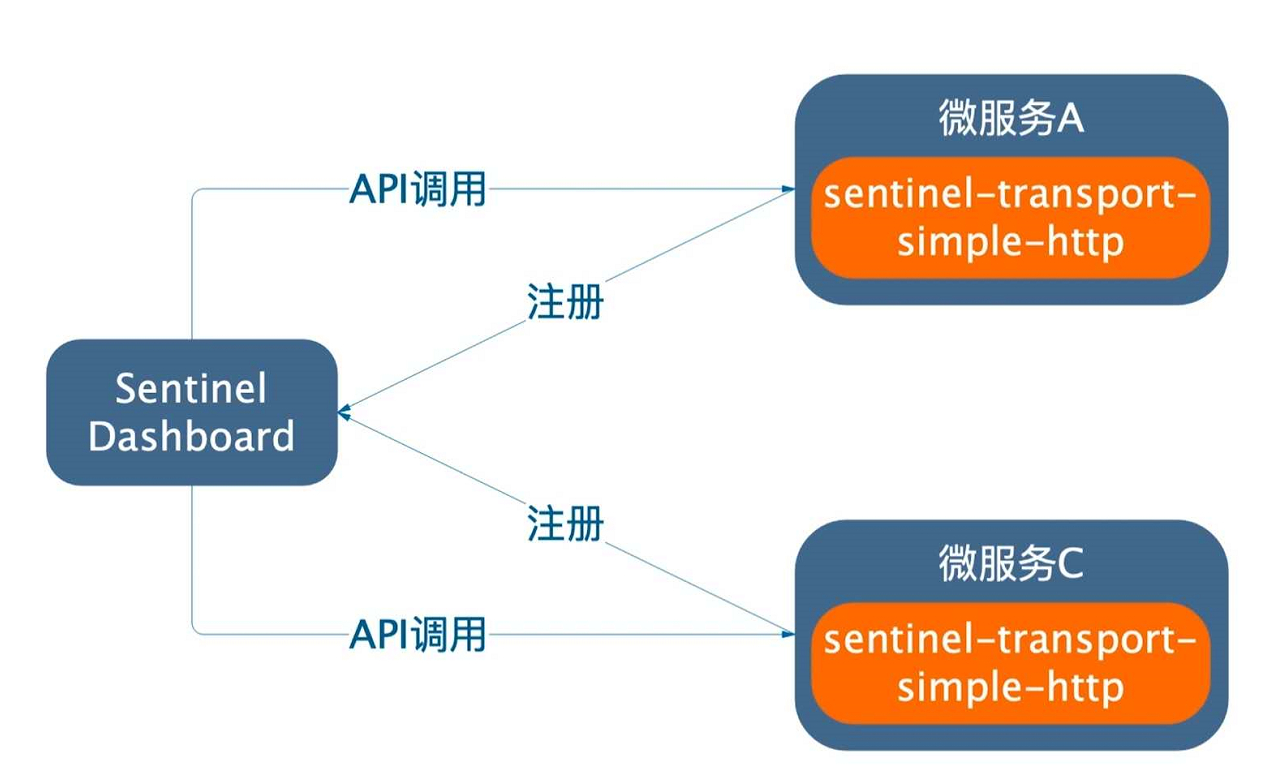 微服务A
sentinel-transport-
simple-http
API调用
注册
Sentinel
Dashboard
注册
API调用
微服务C
sentinel-transport-
simple-http